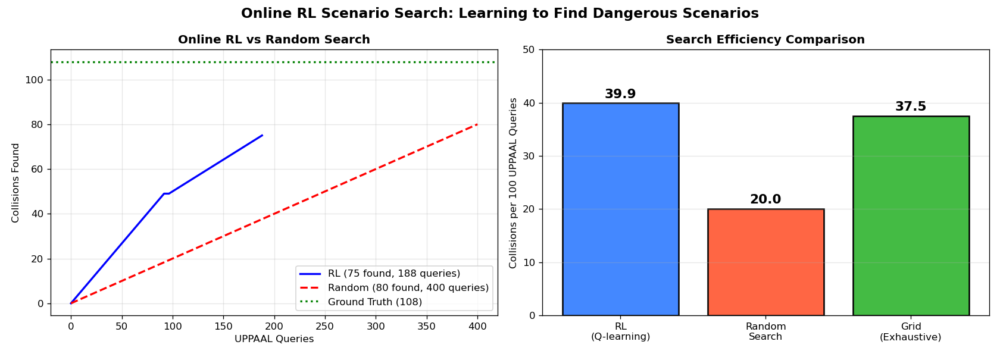 Online RL Scenario Search: Learning to Find Dangerous Scenarios
Online RL vs Random Search
Collisions Found
100
80
60
40
20
0
0 50 100 150 200 250 300 350 400
UPPAAL Queries
RL (75 found, 188 queries)
Random (80 found, 400 queries)
Ground Truth (108)
Search Efficiency Comparison
Collisions per 100 UPPAAL Queries
50
40
30
20
10
0
39.9
20.0
37.5
RL
(Q-learning)
Random
Search
Grid
(Exhaustive)